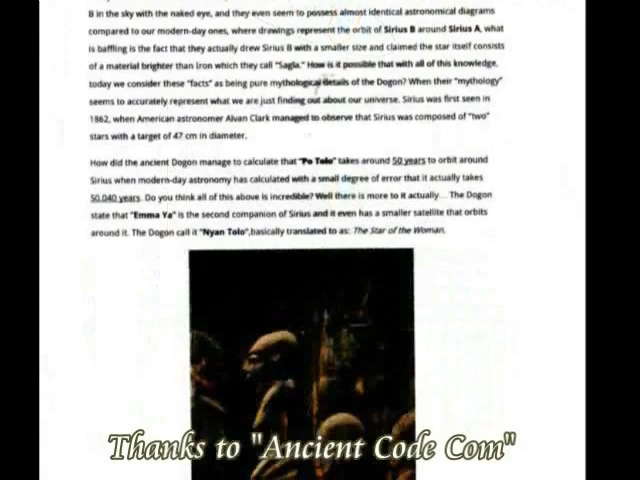 B in the sky with the naked eye, and they even seem to possess almost identical astronomical diagrams
compared to our modern-day ones, where drawings represent the orbit of Sirius B around Sirius A, what
is baffling is the fact that they actually drew Sirius B with a smaller size and claimed the star itself consists
of a material brighter than Iron which they call "Sagla." How is it possible that with all of this knowledge,
today we consider these "facts" as being pure mythological details of the Dogon? When their "mythology"
seems to accurately represent what we are just finding out about our universe. Sirius was first seen in
1862, when American astronomer Alvan Clark managed to observe that Sirius was composed of "two"
stars with a target of 47 cm in diameter.
How did the ancient Dogon manage to calculate that "Po Tolo" takes around 50 years to orbit around
Sirius when modern-day astronomy has calculated with a small degree of error that it actually takes
50.040 years. Do you think all of this above is incredible? Well there is more to it actually... The Dogon
state that "Emma Ya" is the second companion of Sirius and it even has a smaller satellite that orbits
around it. The Dogon call it "Nyan Tolo",basically translated to as: The Star of the Woman.
Thanks to "Ancient Code Com"